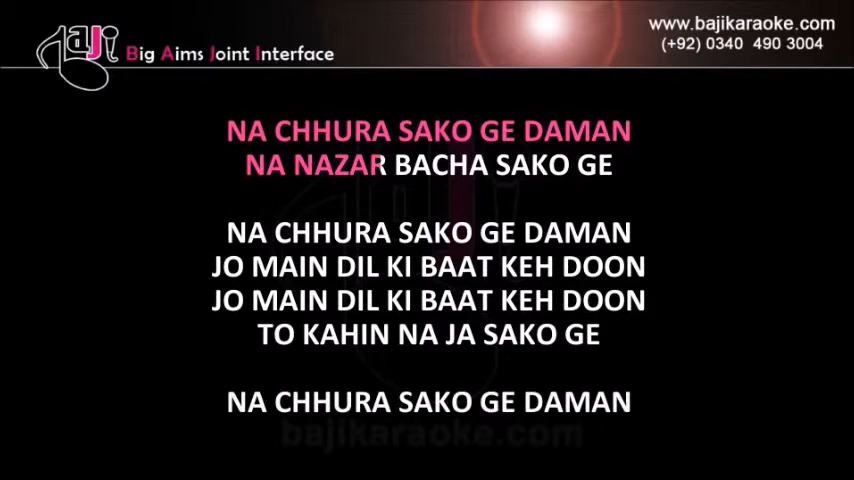 Baji
Big Aims Joint Interface
www.bajikaraoke.com
(+92) 0340 490 3004
NA CHHURA SAKO GE DAMAN
NA NAZAR BACHA SAKO GE
NA CHHURA SAKO GE DAMAN
JO MAIN DIL KI BAAT KEH DOON
JO MAIN DIL KI BAAT KEH DOON
TO KAHIN NA JA SAKO GE
NA CHHURA SAKO GE DAMAN
bajikaraoke.com